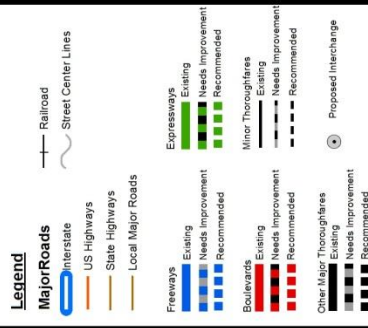 Legend
MajorRoads
Interstate
US Highways
State Highways
Local Major Roads
Railroad
Street Center Lines
Freeways
Existing
Needs Improvement
Recommended
Expressways
Existing
Needs Improvement
Recommended
Boulevards
Existing
Needs Improvement
Recommended
Minor Thoroughfares
Existing
Needs Improvement
Recommended
Other Major Thoroughfares
Existing
Needs Improvement
Recommended
Proposed Interchange